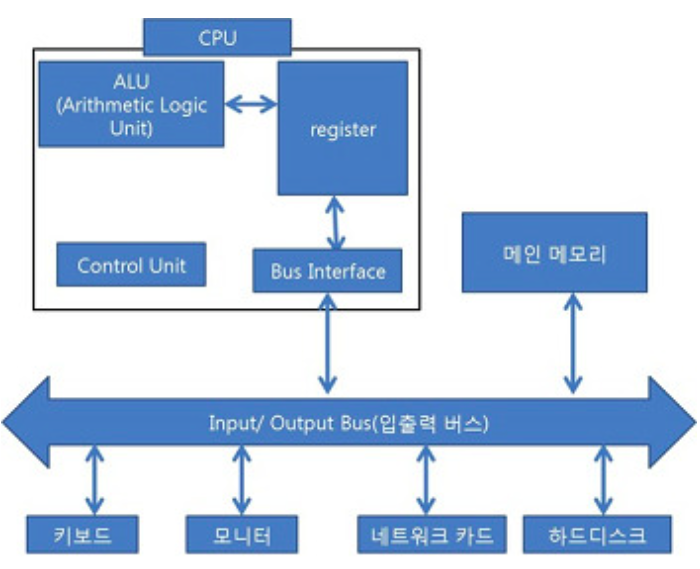 CPU
ALU
(Arithmetic Logic
Unit)
register
Control Unit
Bus Interface
메인 메모리
Input/ Output Bus(입출력 버스)
키보드
모니터
네트워크 카드
하드디스크